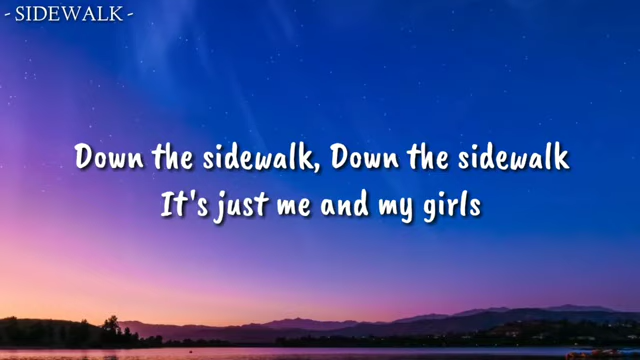 - SIDEWALK -
Down the sidewalk, Down the sidewalk
It's just me and my girls